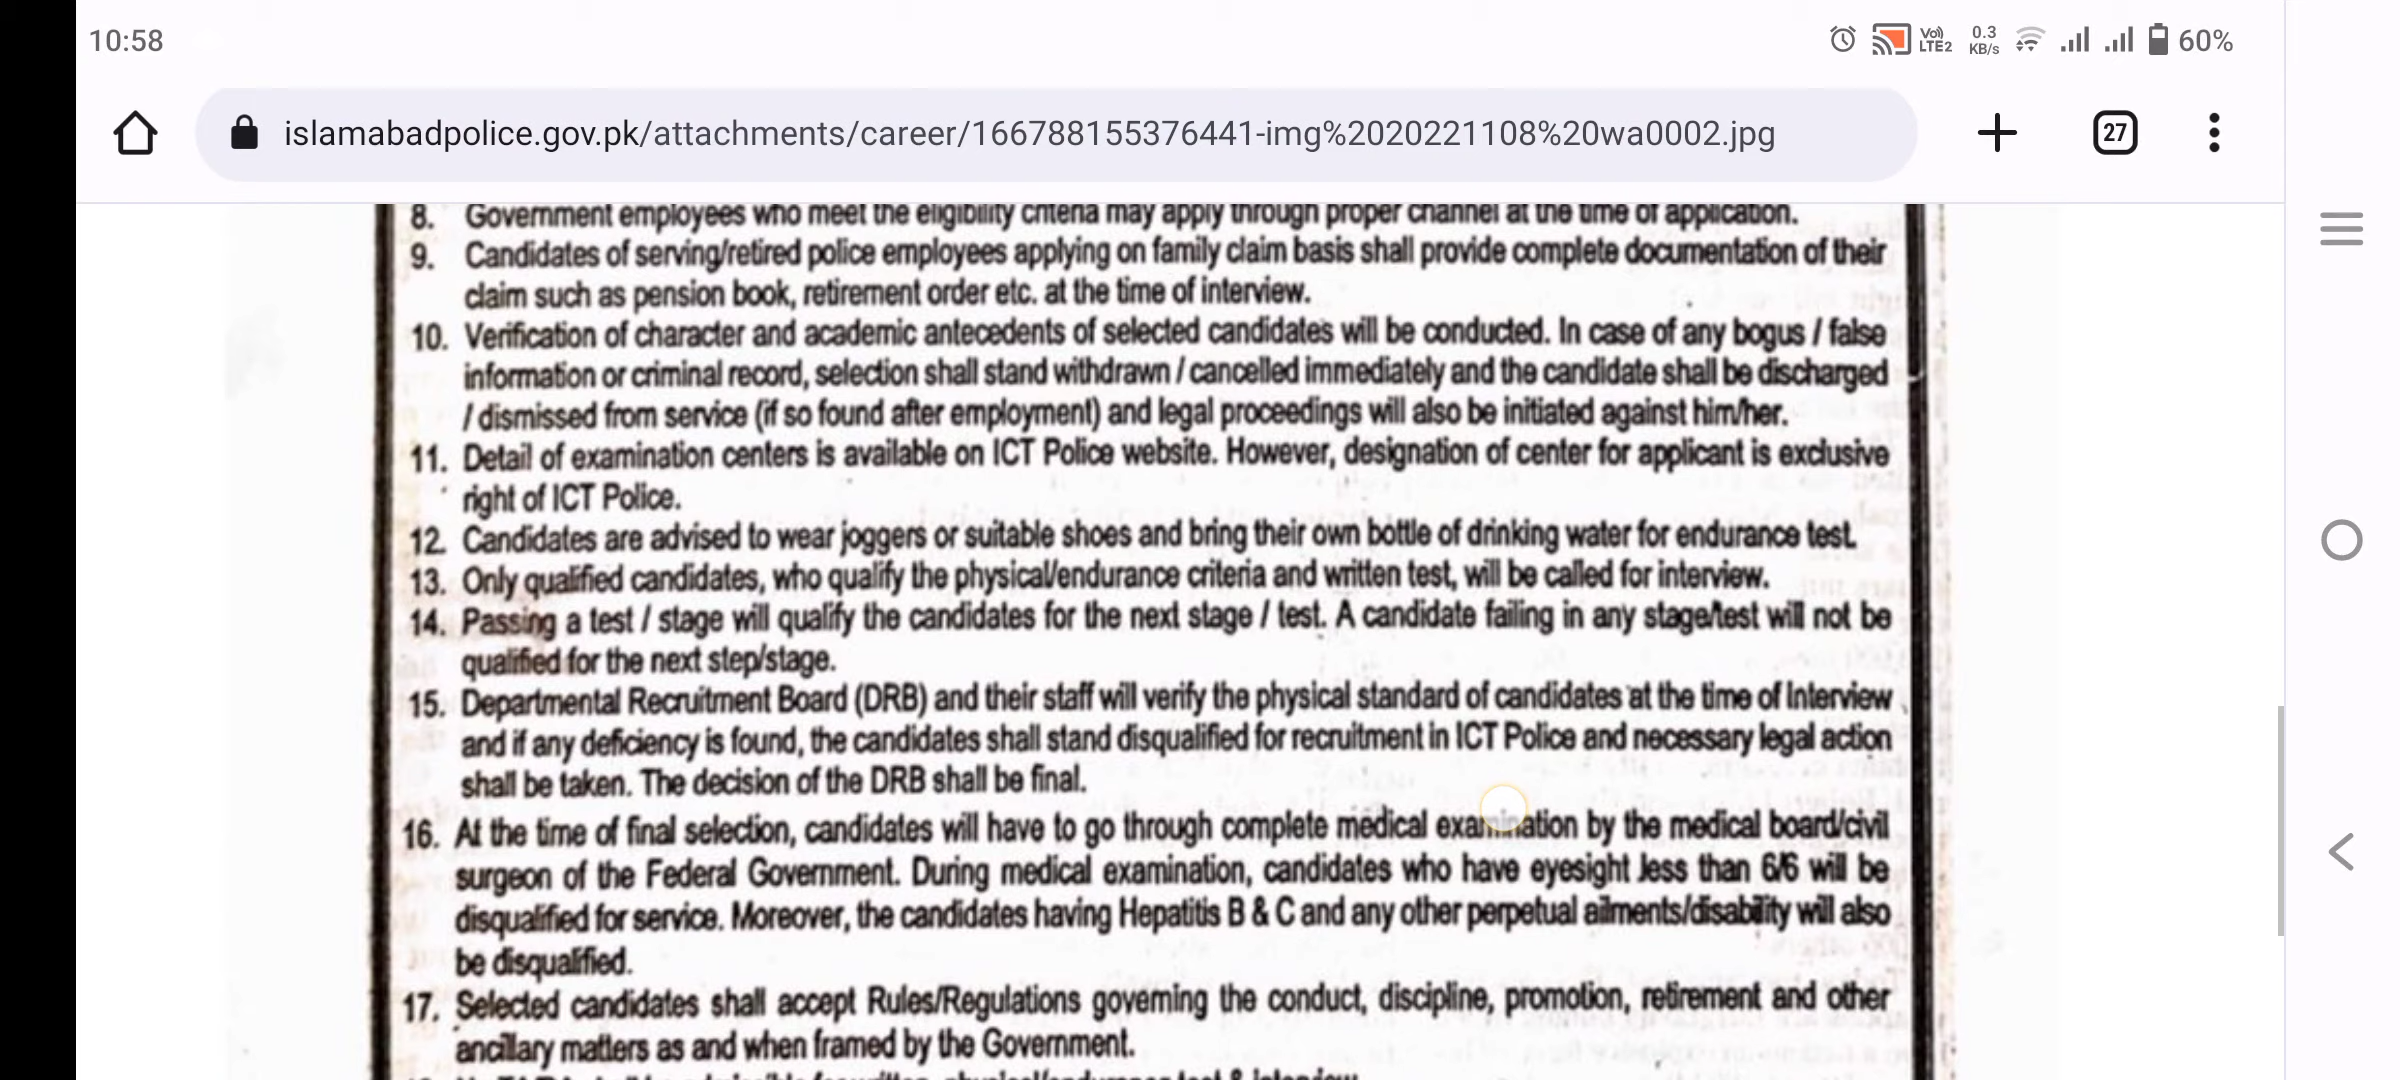 10:58
Vo) LTE2 0.3 KB/s 60%
islamabadpolice.gov.pk/attachments/career/166788155376441-img%2020221108%20wa0002.jpg
27
8. Government employees who meet the eligibility criteria may apply through proper channel at the time of application.
9. Candidates of serving/retired police employees applying on family claim basis shall provide complete documentation of their
claim such as pension book, retirement order etc. at the time of interview.
10. Verification of character and academic antecedents of selected candidates will be conducted. In case of any bogus / false
information or criminal record, selection shall stand withdrawn / cancelled immediately and the candidate shall be discharged
/ dismissed from service (if so found after employment) and legal proceedings will also be initiated against him/her.
11. Detail of examination centers is available on ICT Police website. However, designation of center for applicant is exclusive
right of ICT Police.
12. Candidates are advised to wear joggers or suitable shoes and bring their own bottle of drinking water for endurance test.
13. Only qualified candidates, who qualify the physical/endurance criteria and written test, will be called for interview.
14. Passing a test / stage will qualify the candidates for the next stage / test. A candidate failing in any stage/test will not be
qualified for the next step/stage.
15. Departmental Recruitment Board (DRB) and their staff will verify the physical standard of candidates at the time of Interview
and if any deficiency is found, the candidates shall stand disqualified for recruitment in ICT Police and necessary legal action
shall be taken. The decision of the DRB shall be final.
16. At the time of final selection, candidates will have to go through complete medical examination by the medical board/civil
surgeon of the Federal Government. During medical examination, candidates who have eyesight less than 6/6 will be
disqualified for service. Moreover, the candidates having Hepatitis B & C and any other perpetual ailments/disability will also
be disqualified.
17. Selected candidates shall accept Rules/Regulations governing the conduct, discipline, promotion, retirement and other
ancillary matters as and when framed by the Government.